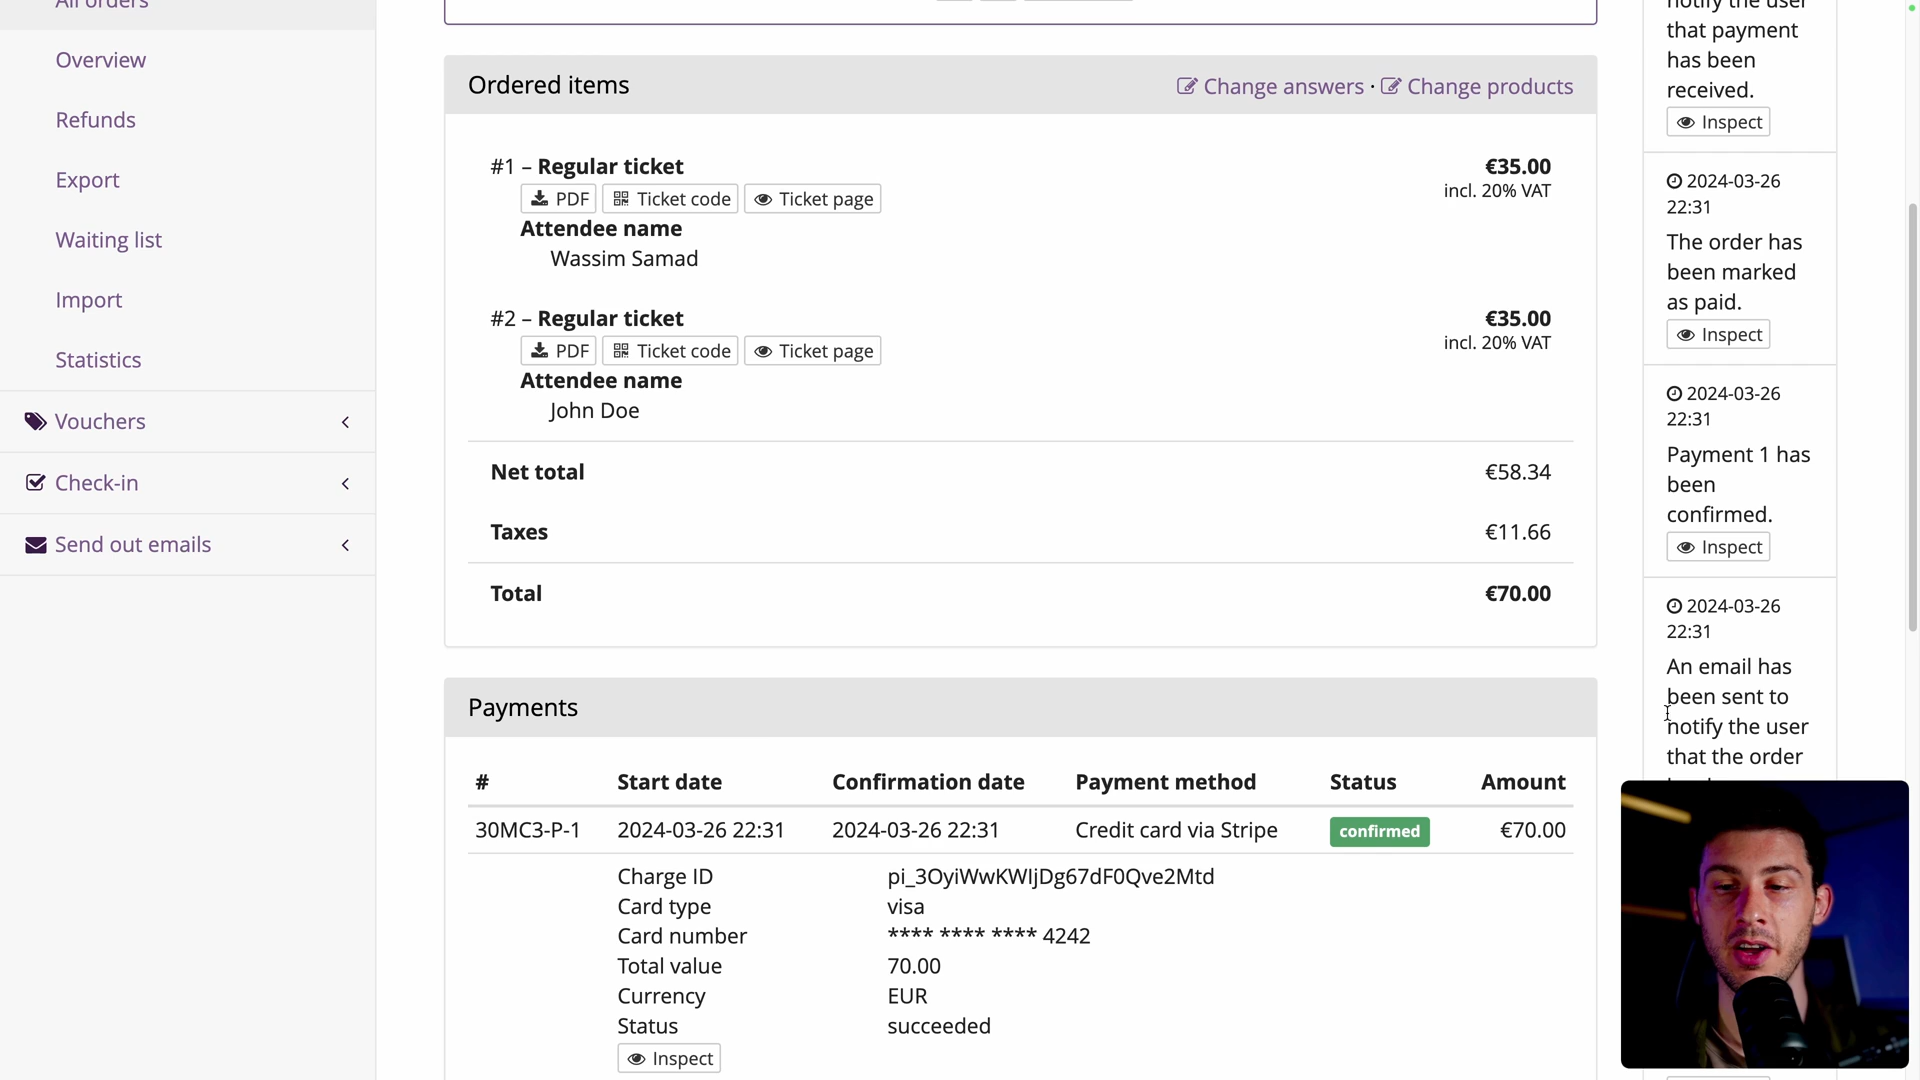 All orders
Overview
Refunds
Export
Waiting list
Import
Statistics
Vouchers
Check-in
Send out emails
Ordered items
Change answers · Change products
#1 – Regular ticket
€35.00
incl. 20% VAT
PDF
Ticket code
Ticket page
Attendee name
Wassim Samad
#2 – Regular ticket
€35.00
incl. 20% VAT
PDF
Ticket code
Ticket page
Attendee name
John Doe
Net total €58.34
Taxes €11.66
Total €70.00
Payments
# Start date Confirmation date Payment method Status Amount
30MC3-P-1 2024-03-26 22:31 2024-03-26 22:31 Credit card via Stripe confirmed €70.00
Charge ID pi_3OyiWwKWIjDg67dF0Qve2Mtd
Card type visa
Card number **** **** **** 4242
Total value 70.00
Currency EUR
Status succeeded
Inspect
notify the user
that payment
has been
received.
Inspect
2024-03-26
22:31
The order has
been marked
as paid.
Inspect
2024-03-26
22:31
Payment 1 has
been
confirmed.
Inspect
2024-03-26
22:31
An email has
been sent to
notify the user
that the order